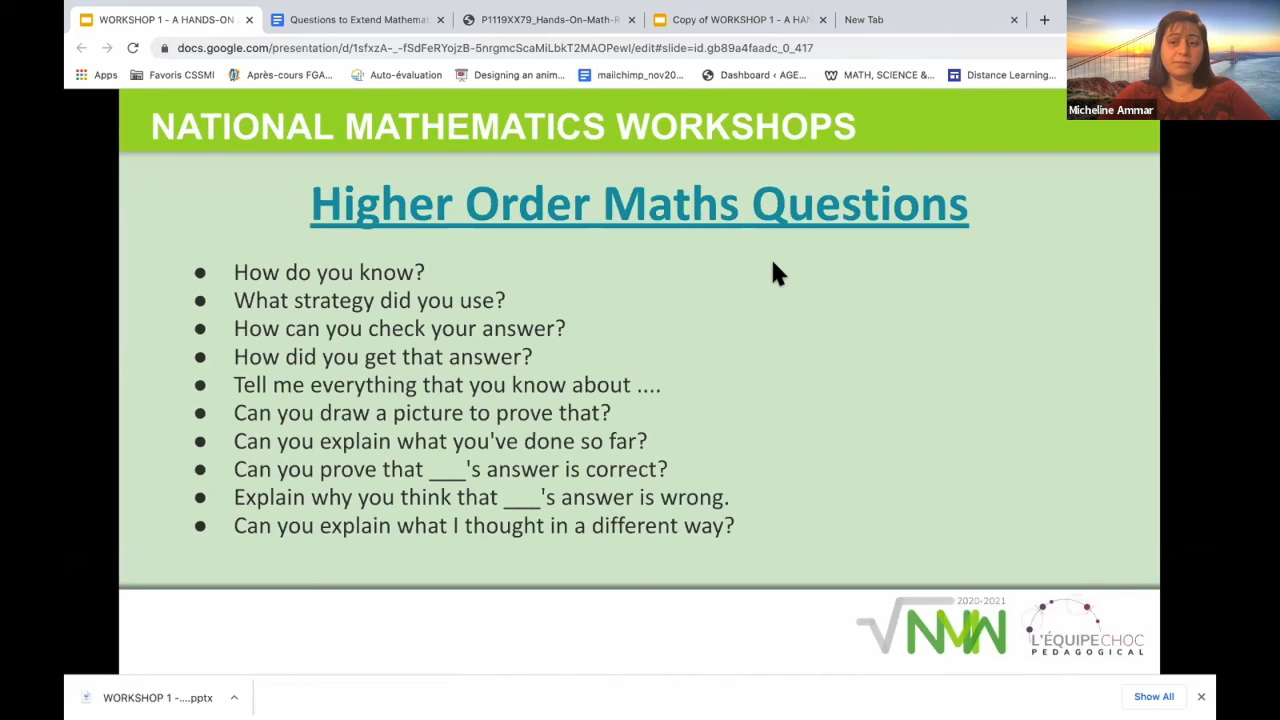 WORKSHOP 1 - A HANDS-ON
Questions to Extend Mathemat
P1119XX79_Hands-On-Math-R
Copy of WORKSHOP 1 - A HAN
New Tab
docs.google.com/presentation/d/1sfxzA-_-fSdFeRYojzB-5nrgmcScaMiLbkT2MAOPewI/edit#slide=id.gb89a4faadc_0_417
Apps
Favoris CSSMI
Après-cours FGA...
Auto-évaluation
Designing an anim...
mailchimp_nov20...
Dashboard ‹ AGE...
MATH, SCIENCE &...
Distance Learning...
Micheline Ammar
NATIONAL MATHEMATICS WORKSHOPS
Higher Order Maths Questions
● How do you know?
● What strategy did you use?
● How can you check your answer?
● How did you get that answer?
● Tell me everything that you know about ....
● Can you draw a picture to prove that?
● Can you explain what you've done so far?
● Can you prove that ___'s answer is correct?
● Explain why you think that ___'s answer is wrong.
● Can you explain what I thought in a different way?
2020-2021
√NMW
L'ÉQUIPECHOC
PEDAGOGICAL
WORKSHOP 1 -....pptx
Show All